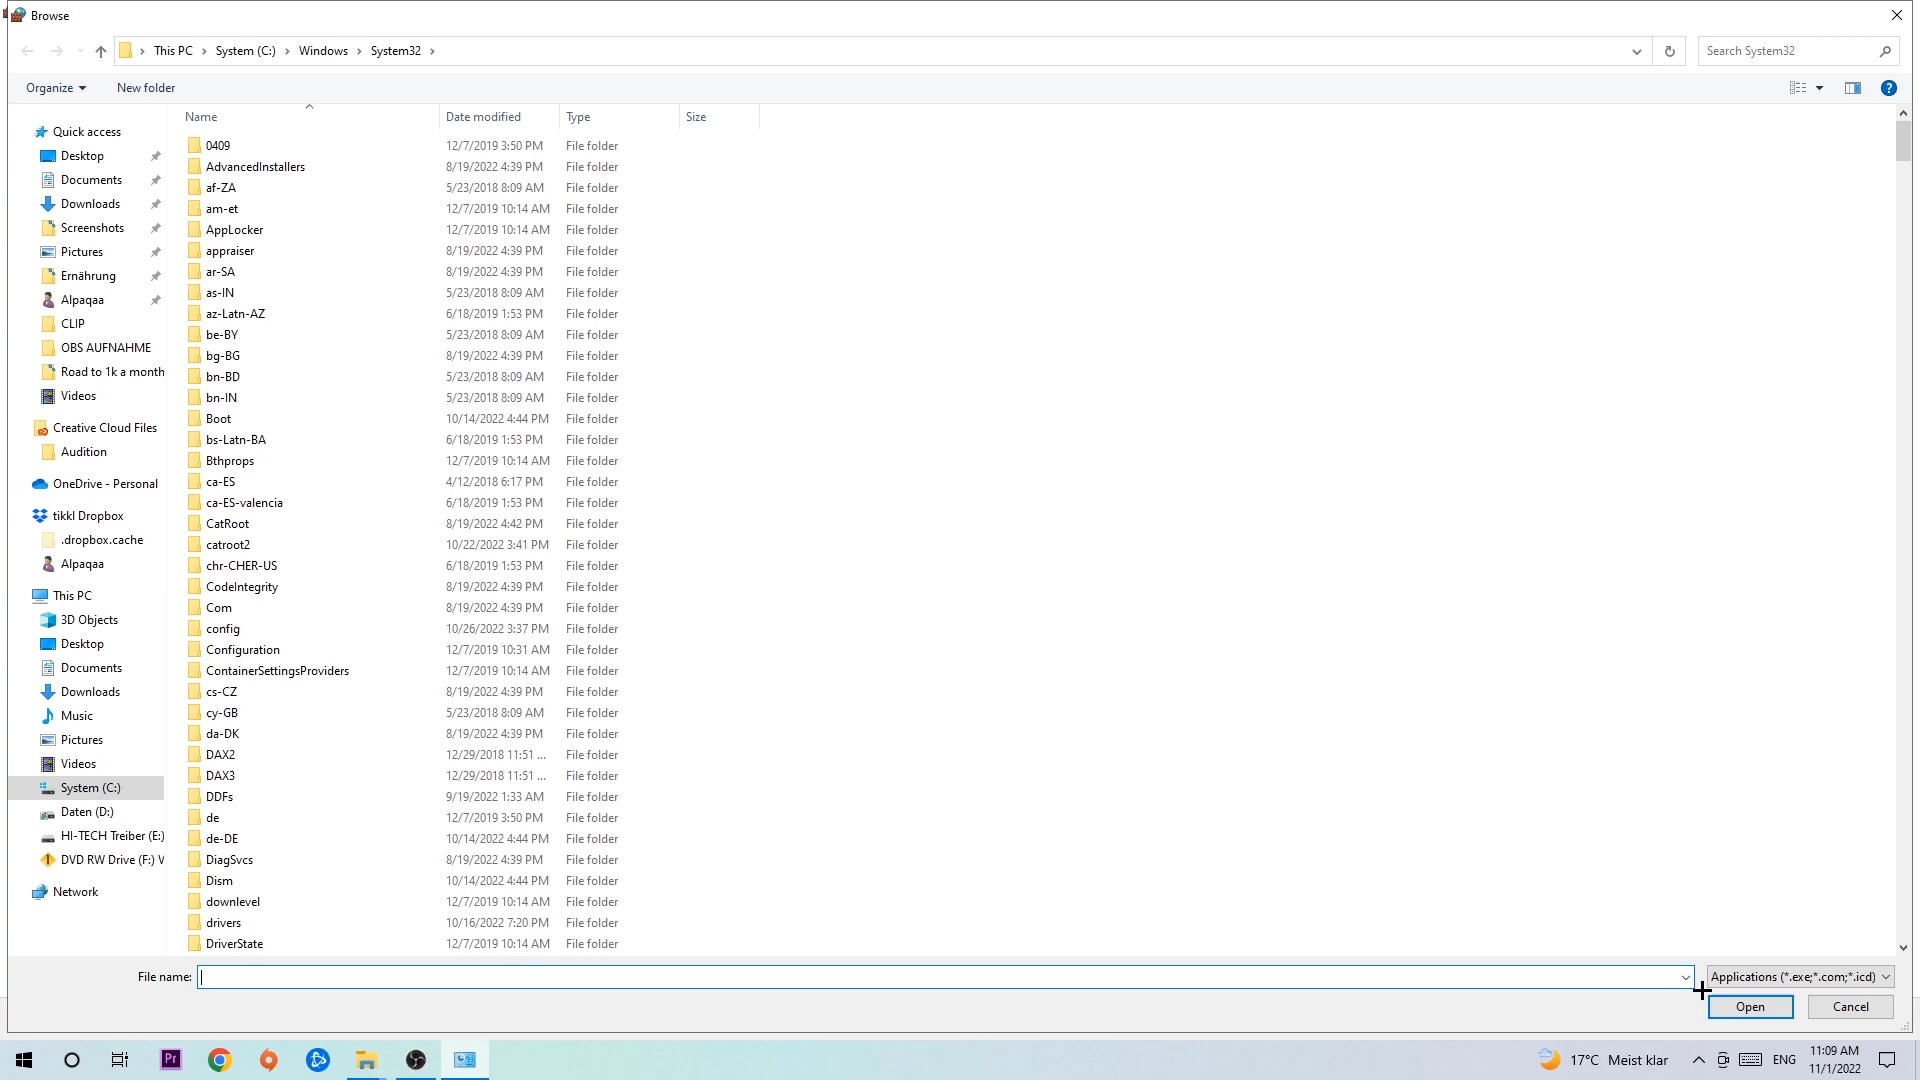 Browse
This PC System (C:) Windows System32
Search System32
Organize New folder
Name Date modified Type Size
Quick access
Desktop
Documents
Downloads
Screenshots
Pictures
Ernährung
Alpaqaa
CLIP
OBS AUFNAHME
Road to 1k a month
Videos
Creative Cloud Files
Audition
OneDrive - Personal
tikkl Dropbox
.dropbox.cache
Alpaqaa
This PC
3D Objects
Desktop
Documents
Downloads
Music
Pictures
Videos
System (C:)
Daten (D:)
HI-TECH Treiber (E:)
DVD RW Drive (F:) V
Network
0409 12/7/2019 3:50 PM File folder
AdvancedInstallers 8/19/2022 4:39 PM File folder
af-ZA 5/23/2018 8:09 AM File folder
am-et 12/7/2019 10:14 AM File folder
AppLocker 12/7/2019 10:14 AM File folder
appraiser 8/19/2022 4:39 PM File folder
ar-SA 8/19/2022 4:39 PM File folder
as-IN 5/23/2018 8:09 AM File folder
az-Latn-AZ 6/18/2019 1:53 PM File folder
be-BY 5/23/2018 8:09 AM File folder
bg-BG 8/19/2022 4:39 PM File folder
bn-BD 5/23/2018 8:09 AM File folder
bn-IN 5/23/2018 8:09 AM File folder
Boot 10/14/2022 4:44 PM File folder
bs-Latn-BA 6/18/2019 1:53 PM File folder
Bthprops 12/7/2019 10:14 AM File folder
ca-ES 4/12/2018 6:17 PM File folder
ca-ES-valencia 6/18/2019 1:53 PM File folder
CatRoot 8/19/2022 4:42 PM File folder
catroot2 10/22/2022 3:41 PM File folder
chr-CHER-US 6/18/2019 1:53 PM File folder
CodeIntegrity 8/19/2022 4:39 PM File folder
Com 8/19/2022 4:39 PM File folder
config 10/26/2022 3:37 PM File folder
Configuration 12/7/2019 10:31 AM File folder
ContainerSettingsProviders 12/7/2019 10:14 AM File folder
cs-CZ 8/19/2022 4:39 PM File folder
cy-GB 5/23/2018 8:09 AM File folder
da-DK 8/19/2022 4:39 PM File folder
DAX2 12/29/2018 11:51 ... File folder
DAX3 12/29/2018 11:51 ... File folder
DDFs 9/19/2022 1:33 AM File folder
de 12/7/2019 3:50 PM File folder
de-DE 10/14/2022 4:44 PM File folder
DiagSvcs 8/19/2022 4:39 PM File folder
Dism 10/14/2022 4:44 PM File folder
downlevel 12/7/2019 10:14 AM File folder
drivers 10/16/2022 7:20 PM File folder
DriverState 12/7/2019 10:14 AM File folder
File name: Applications (*.exe;*.com;*.icd)
Open Cancel
Pr
17°C Meist klar
ENG
11:09 AM
11/1/2022